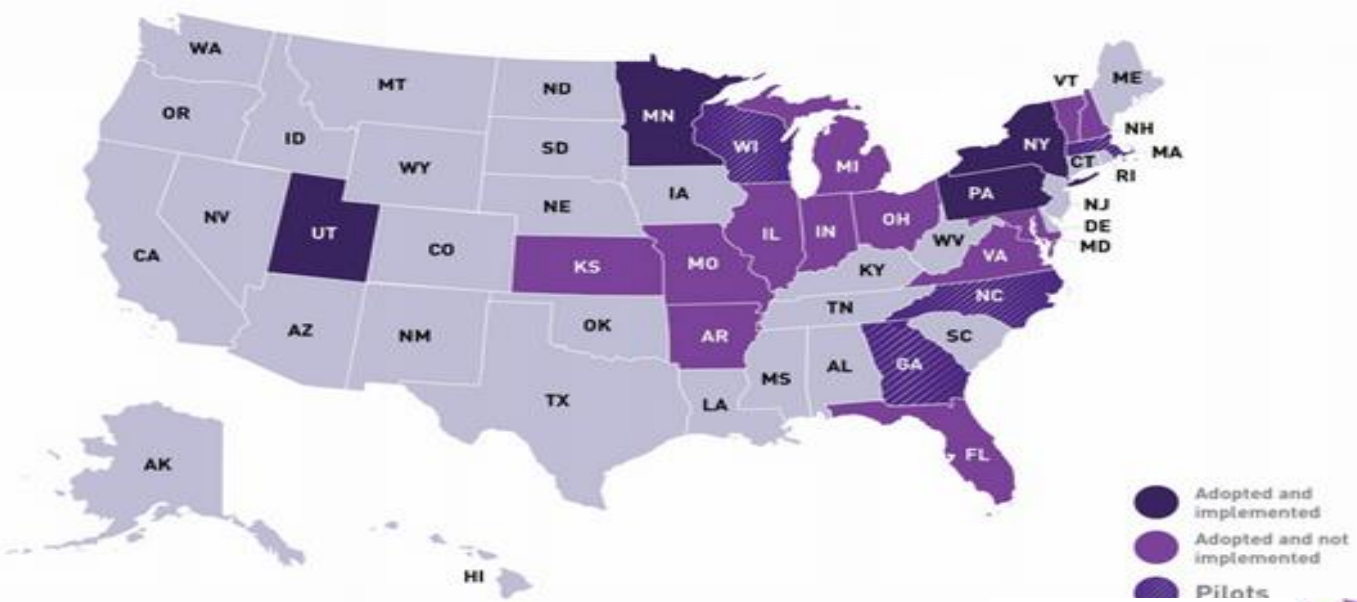 WA
MT
ND
MN
VT
ME
OR
ID
SD
WI
MI
NY
NH
MA
CT
RI
WY
NE
IA
PA
NJ
DE
MD
NV
UT
CO
IL
IN
OH
WV
VA
CA
KS
MO
KY
NC
AZ
NM
OK
AR
TN
SC
TX
LA
MS
AL
GA
FL
AK
HI
Adopted and
implemented
Adopted and not
implemented
Pilots